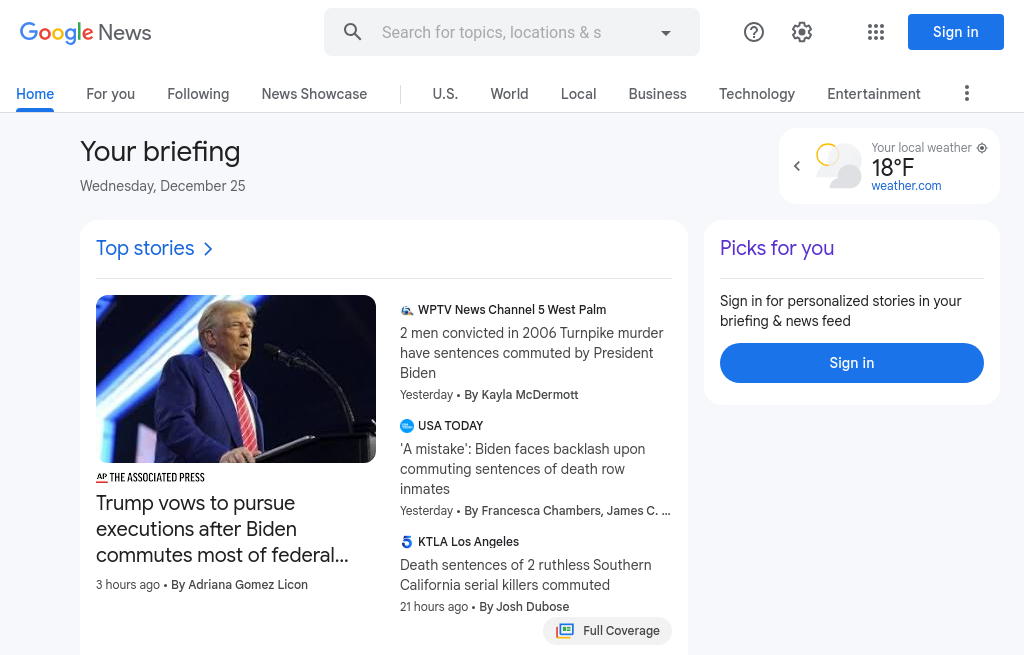 Google News
Search for topics, locations & s
Sign in
Home
For you
Following
News Showcase
U.S.
World
Local
Business
Technology
Entertainment
Your briefing
Wednesday, December 25
Your local weather
18°F
weather.com
Top stories
THE ASSOCIATED PRESS
AP
Trump vows to pursue
executions after Biden
commutes most of federal...
3 hours ago • By Adriana Gomez Licon
WPTV News Channel 5 West Palm
2 men convicted in 2006 Turnpike murder
have sentences commuted by President
Biden
Yesterday • By Kayla McDermott
USA TODAY
'A mistake': Biden faces backlash upon
commuting sentences of death row
inmates
Yesterday • By Francesca Chambers, James C. ...
5 KTLA Los Angeles
Death sentences of 2 ruthless Southern
California serial killers commuted
21 hours ago • By Josh Dubose
Full Coverage
Picks for you
Sign in for personalized stories in your
briefing & news feed
Sign in